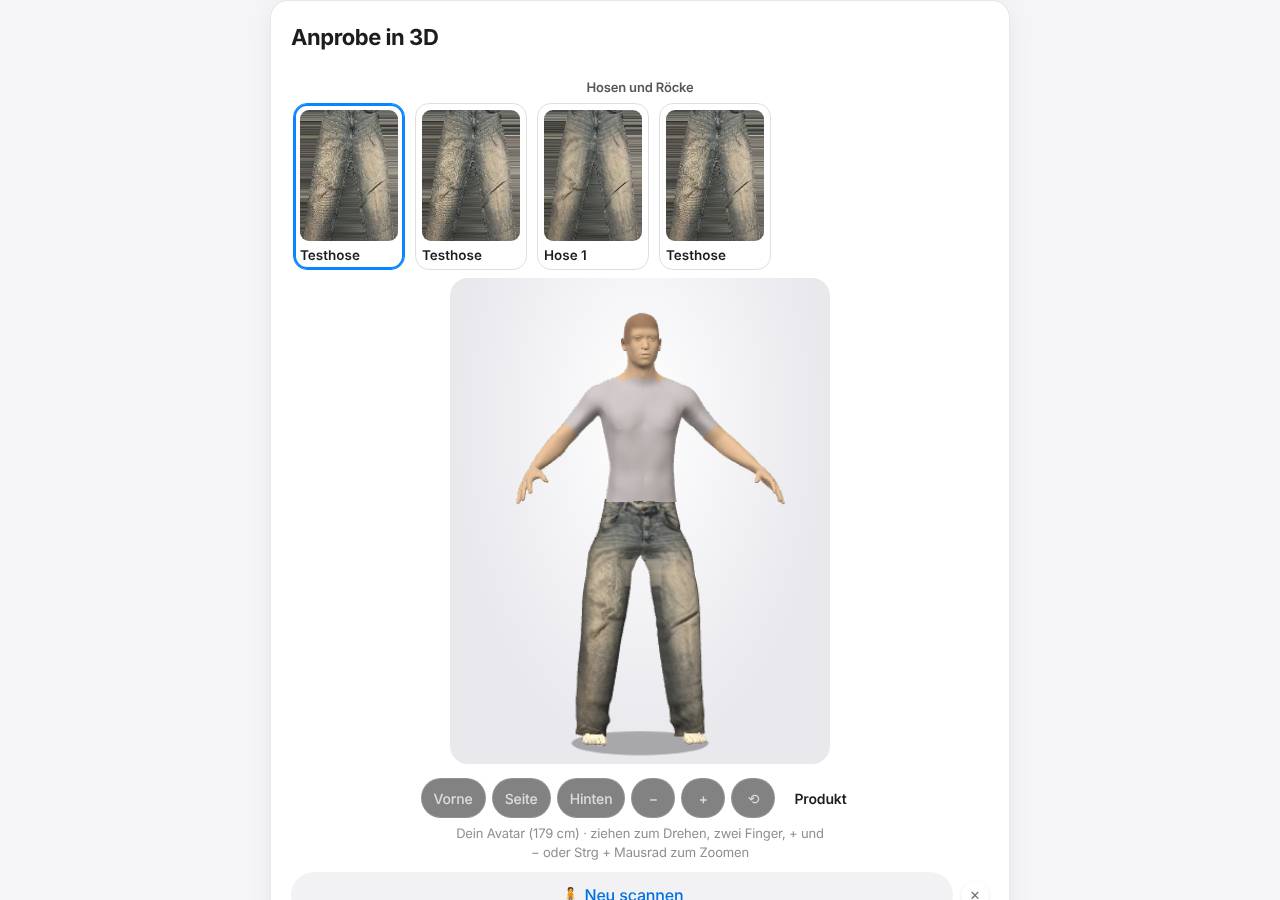 Anprobe in 3D
Hosen und Röcke
Testhose
Testhose
Hose 1
Testhose
Vorne
Seite
Hinten
−
+
⟲
Produkt
Dein Avatar (179 cm) · ziehen zum Drehen, zwei Finger, + und
− oder Strg + Mausrad zum Zoomen
🧍 Neu scannen
×